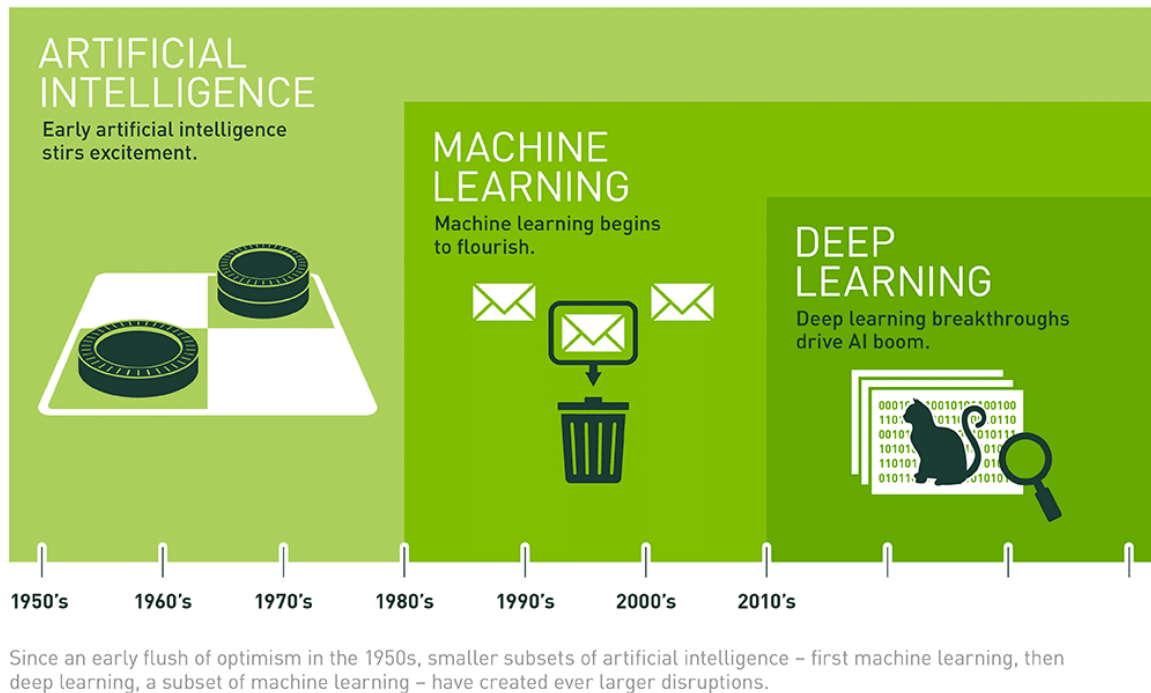 ARTIFICIAL
INTELLIGENCE
Early artificial intelligence
stirs excitement.
MACHINE
LEARNING
Machine learning begins
to flourish.
DEEP
LEARNING
Deep learning breakthroughs
drive AI boom.
1950's
1960's
1970's
1980's
1990's
2000's
2010's
Since an early flush of optimism in the 1950s, smaller subsets of artificial intelligence – first machine learning, then
deep learning, a subset of machine learning – have created ever larger disruptions.